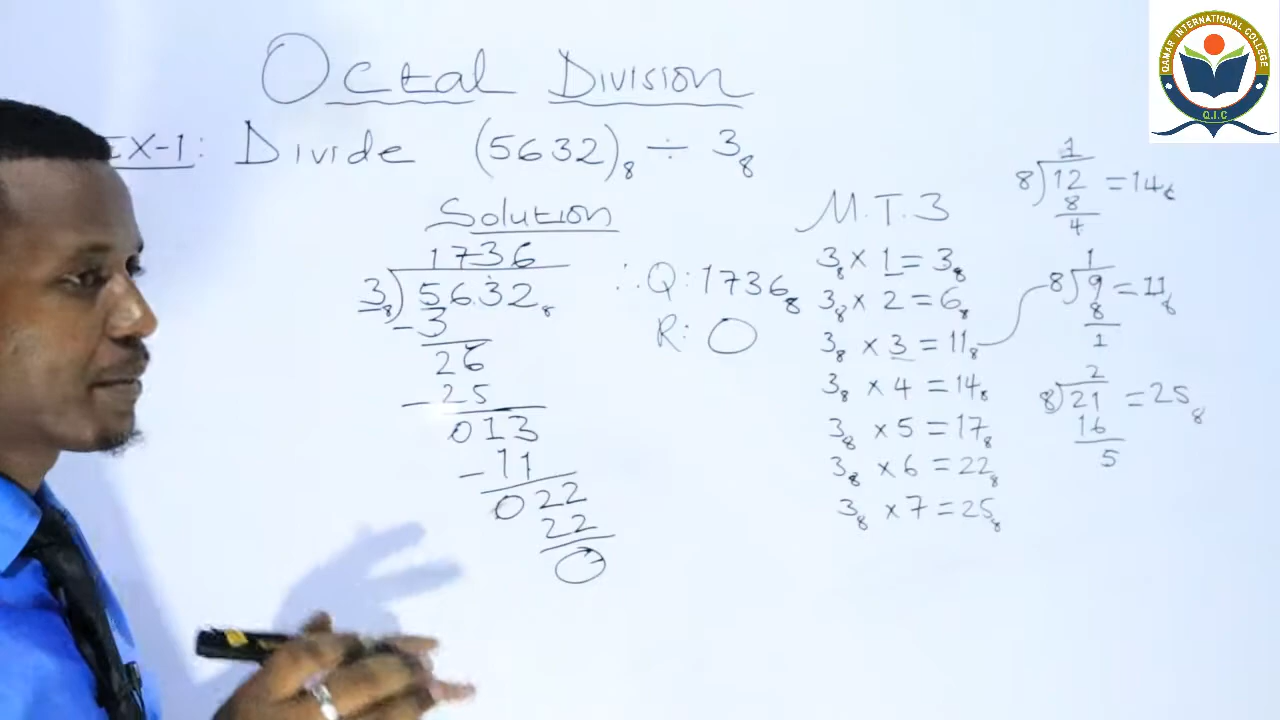 Octal Division
EX-1: Divide (5632)₈ ÷ 3₈
Solution
1736
3₈)5632₈
-3
26
-25
013
-11
022
22
0
∴ Q: 1736₈
R: 0
M.T.3
3₈ × 1 = 3₈
3₈ × 2 = 6₈
3₈ × 3 = 11₈
3₈ × 4 = 14₈
3₈ × 5 = 17₈
3₈ × 6 = 22₈
3₈ × 7 = 25₈
1
8)12 = 14₈
8
4
1
8)9 = 11₈
8
1
2
8)21 = 25₈
16
5
QAMAR INTERNATIONAL COLLEGE
Q.I.C